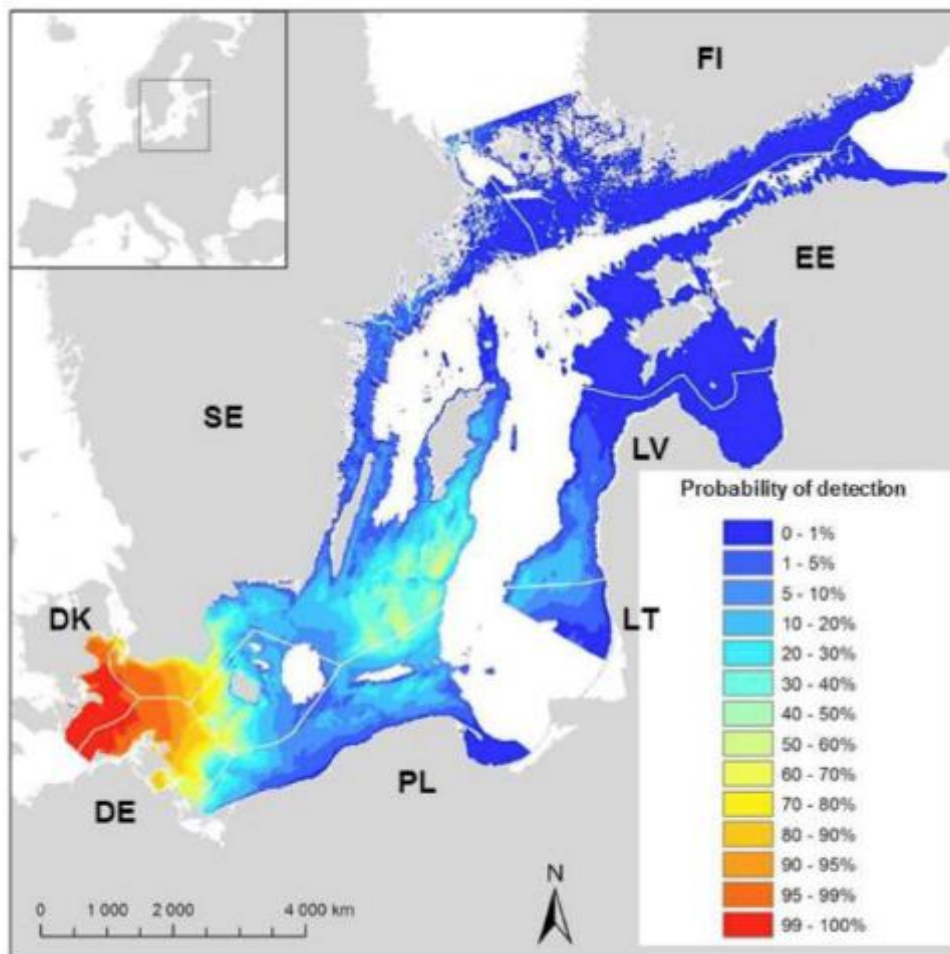 FI
EE
SE
LV
Probability of detection
0 - 1%
1 - 5%
5 - 10%
10 - 20%
20 - 30%
30 - 40%
40 - 50%
50 - 60%
60 - 70%
70 - 80%
80 - 90%
90 - 95%
95 - 99%
99 - 100%
DK
LT
PL
DE
N
0 1 000 2 000 4 000 km